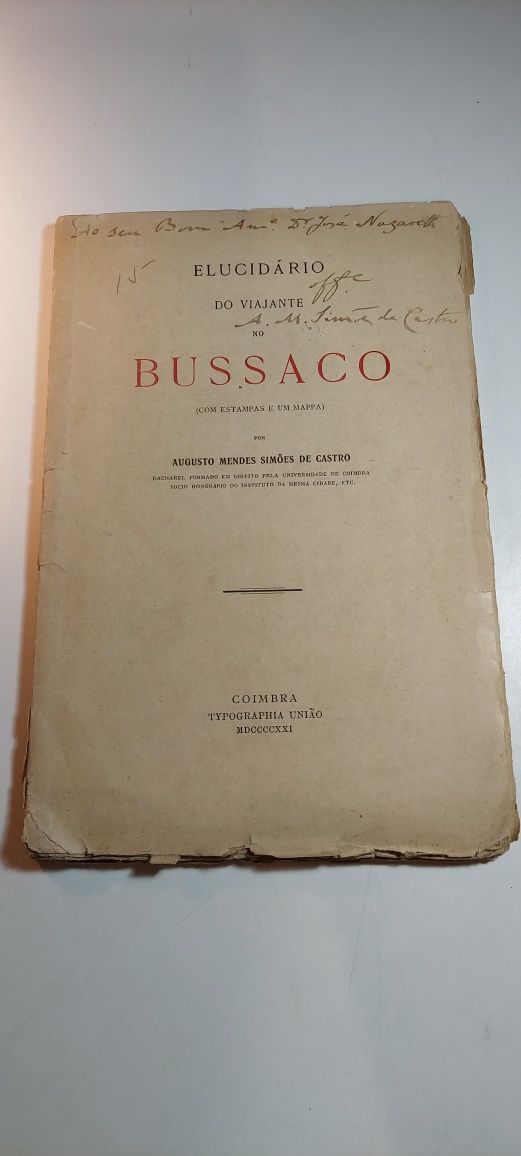 Ao seu Bom Amº. Dr José Nazareth
15
ELUCIDÁRIO
offe
DO VIAJANTE
A. M. Simões de Castro
NO
BUSSACO
(COM ESTAMPAS E UM MAPPA)
POR
AUGUSTO MENDES SIMÕES DE CASTRO
BACHAREL FORMADO EM DIREITO PELA UNIVERSIDADE DE COIMBRA
SOCIO HONORARIO DO INSTITUTO DA MESMA CIDADE, ETC.
COIMBRA
TYPOGRAPHIA UNIÃO
MDCCCCXXI